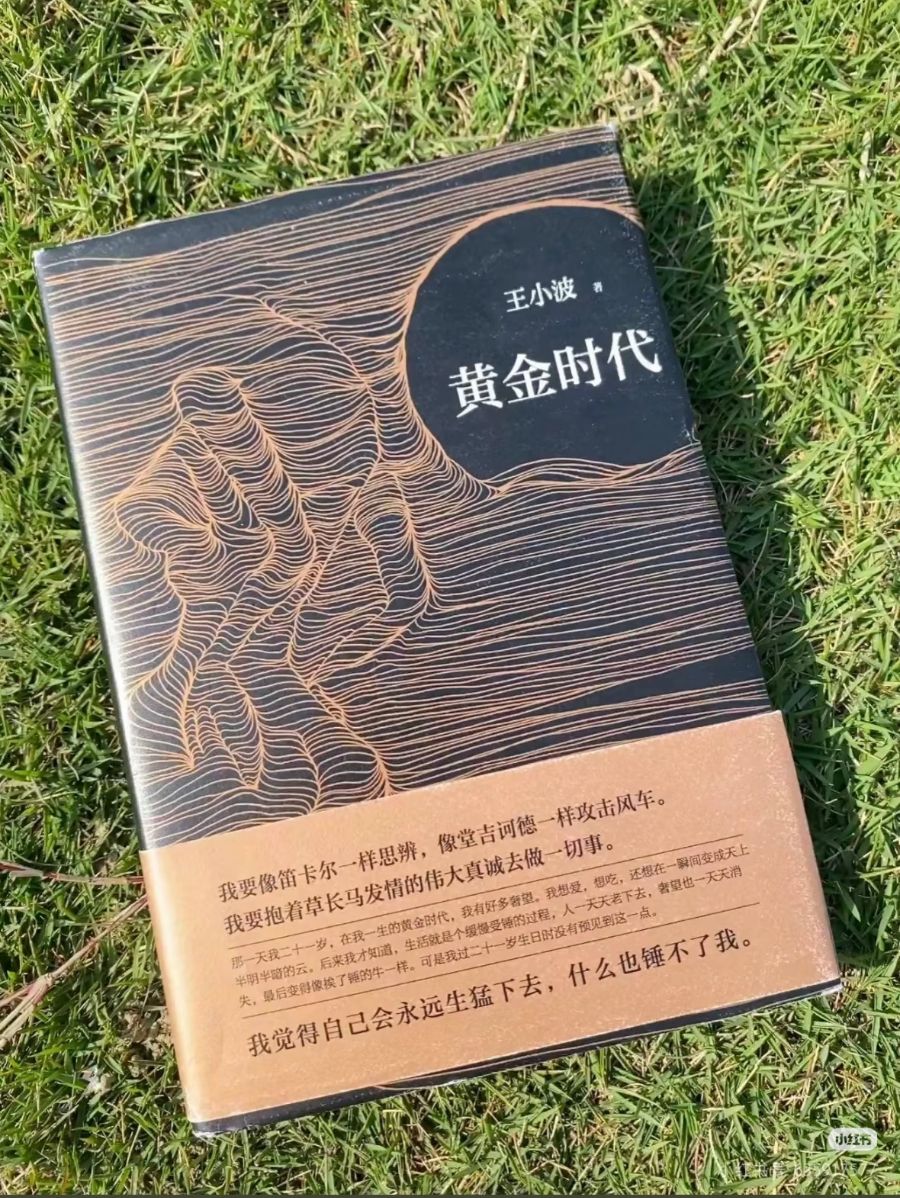 王小波 著
黄金时代
我要像笛卡尔一样思辨，像堂吉诃德一样攻击风车。
我要抱着草长马发情的伟大真诚去做一切事。
那一天我二十一岁，在我一生的黄金时代，我有好多奢望。我想爱，想吃，还想在一瞬间变成天上
半明半暗的云。后来我才知道，生活就是个缓慢受锤的过程，人一天天老下去，奢望也一天天消
失，最后变得像挨了锤的牛一样。可是我过二十一岁生日时没有预见到这一点。
我觉得自己会永远生猛下去，什么也锤不了我。
小红书